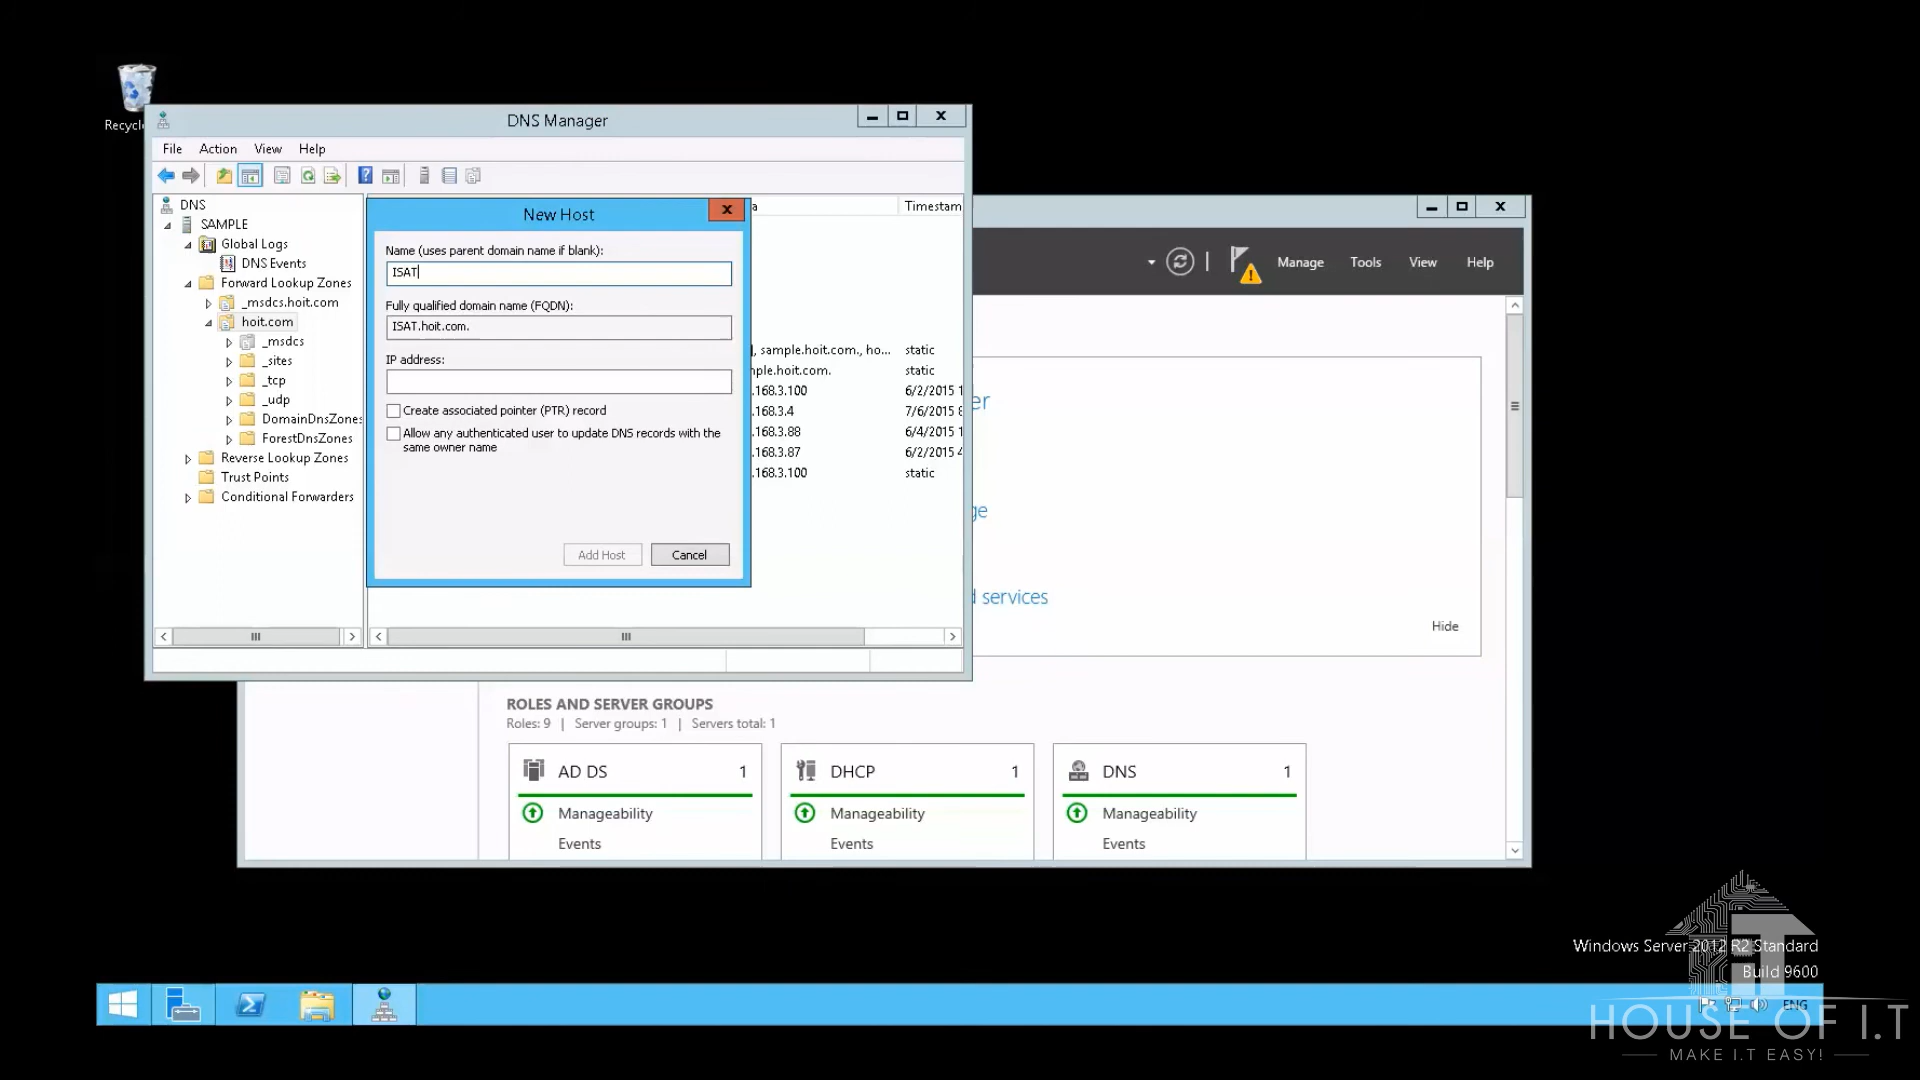 Recycl
DNS Manager
File Action View Help
DNS
SAMPLE
Global Logs
DNS Events
Forward Lookup Zones
_msdcs.hoit.com
hoit.com
_msdcs
_sites
_tcp
_udp
DomainDnsZones
ForestDnsZones
Reverse Lookup Zones
Trust Points
Conditional Forwarders
a Timestam
, sample.hoit.com., ho... static
ple.hoit.com. static
.168.3.100 6/2/2015 1
.168.3.4 7/6/2015 8
.168.3.88 6/4/2015 1
.168.3.87 6/2/2015 4
.168.3.100 static
New Host
Name (uses parent domain name if blank):
ISAT
Fully qualified domain name (FQDN):
ISAT.hoit.com.
IP address:
Create associated pointer (PTR) record
Allow any authenticated user to update DNS records with the
same owner name
Add Host Cancel
Manage Tools View Help
er
ge
d services
Hide
ROLES AND SERVER GROUPS
Roles: 9 | Server groups: 1 | Servers total: 1
AD DS 1
Manageability
Events
DHCP 1
Manageability
Events
DNS 1
Manageability
Events
Windows Server 2012 R2 Standard
Build 9600
ENG
HOUSE OF I.T
MAKE I.T EASY!